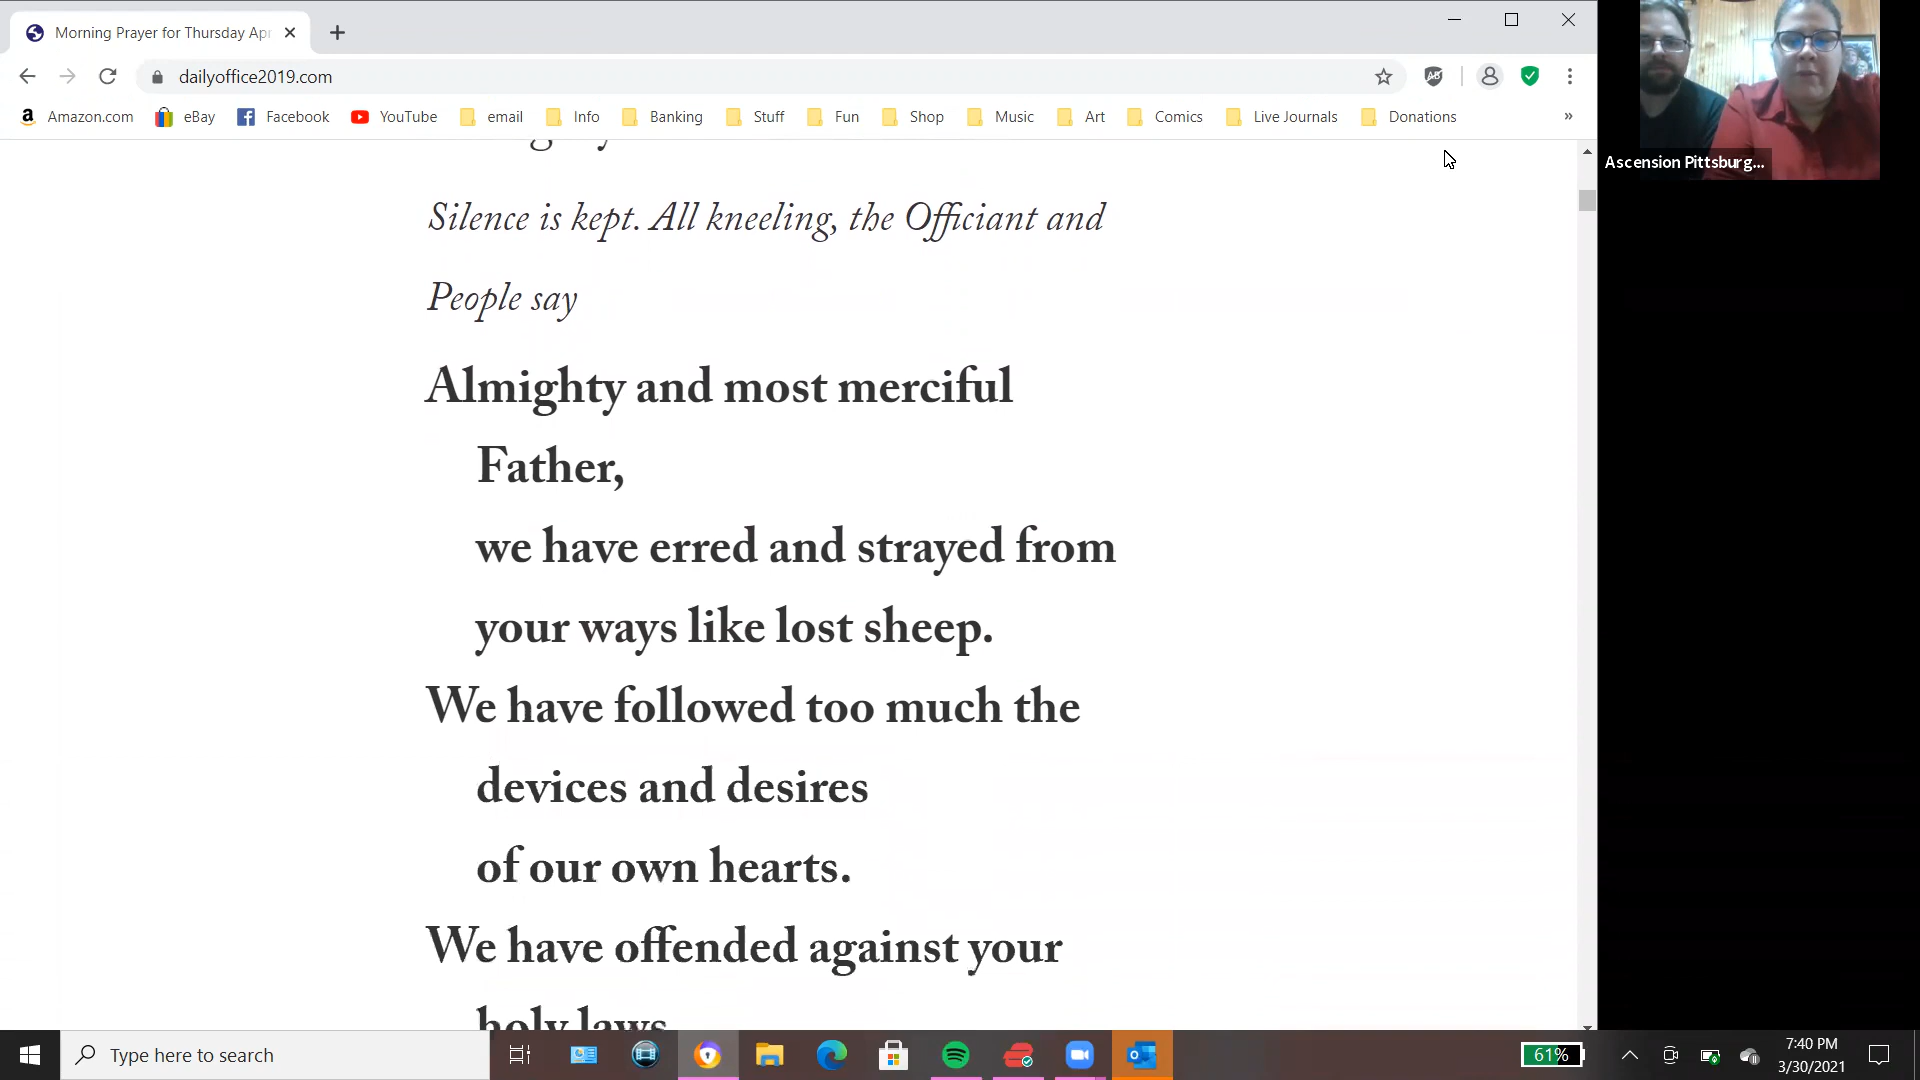 Morning Prayer for Thursday Apr
dailyoffice2019.com
Amazon.com eBay Facebook YouTube email Info Banking Stuff Fun Shop Music Art Comics Live Journals Donations »
Silence is kept. All kneeling, the Officiant and
People say
Almighty and most merciful
Father,
we have erred and strayed from
your ways like lost sheep.
We have followed too much the
devices and desires
of our own hearts.
We have offended against your
holy laws
Ascension Pittsburg...
Type here to search
61%
7:40 PM
3/30/2021